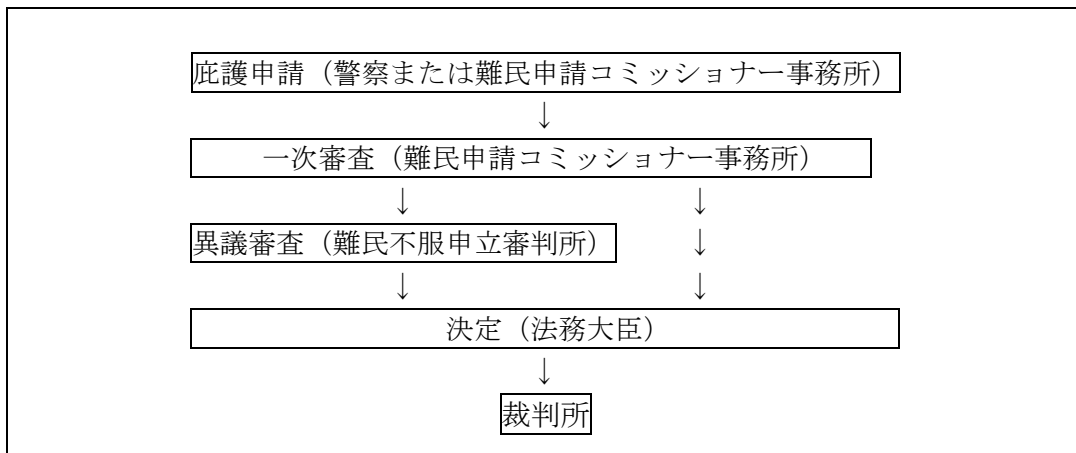 庇護申請（警察または難民申請コミッショナー事務所）
↓
一次審査（難民申請コミッショナー事務所）
↓ ↓
異議審査（難民不服申立審判所） ↓
↓ ↓
決定（法務大臣）
↓
裁判所